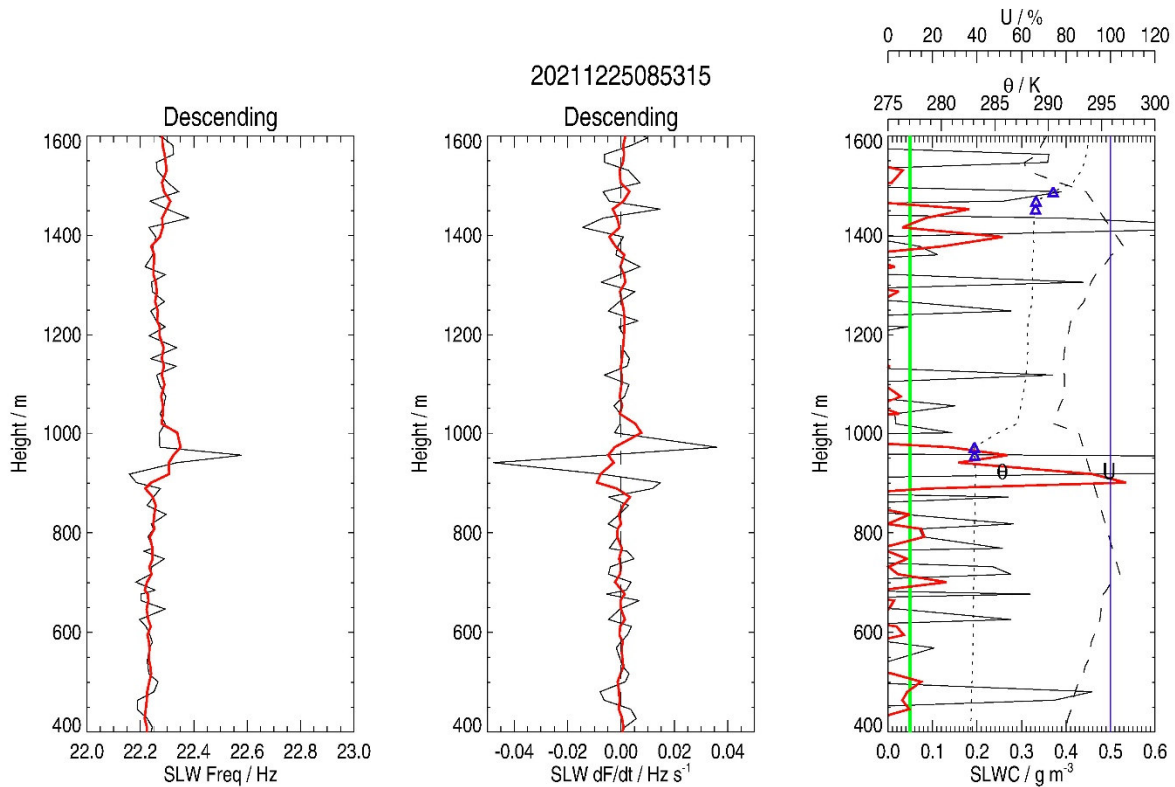 U / %
0 20 40 60 80 100 120
20211225085315
θ / K
Descending
Descending
275 280 285 290 295 300
1600
1400
1200
1000
800
600
400
Height / m
22.0 22.2 22.4 22.6 22.8 23.0
SLW Freq / Hz
1600
1400
1200
1000
800
600
400
Height / m
-0.04 -0.02 0.00 0.02 0.04
SLW dF/dt / Hz s⁻¹
1600
1400
1200
1000
800
600
400
Height / m
θ
U
0.0 0.1 0.2 0.3 0.4 0.5 0.6
SLWC / g m⁻³